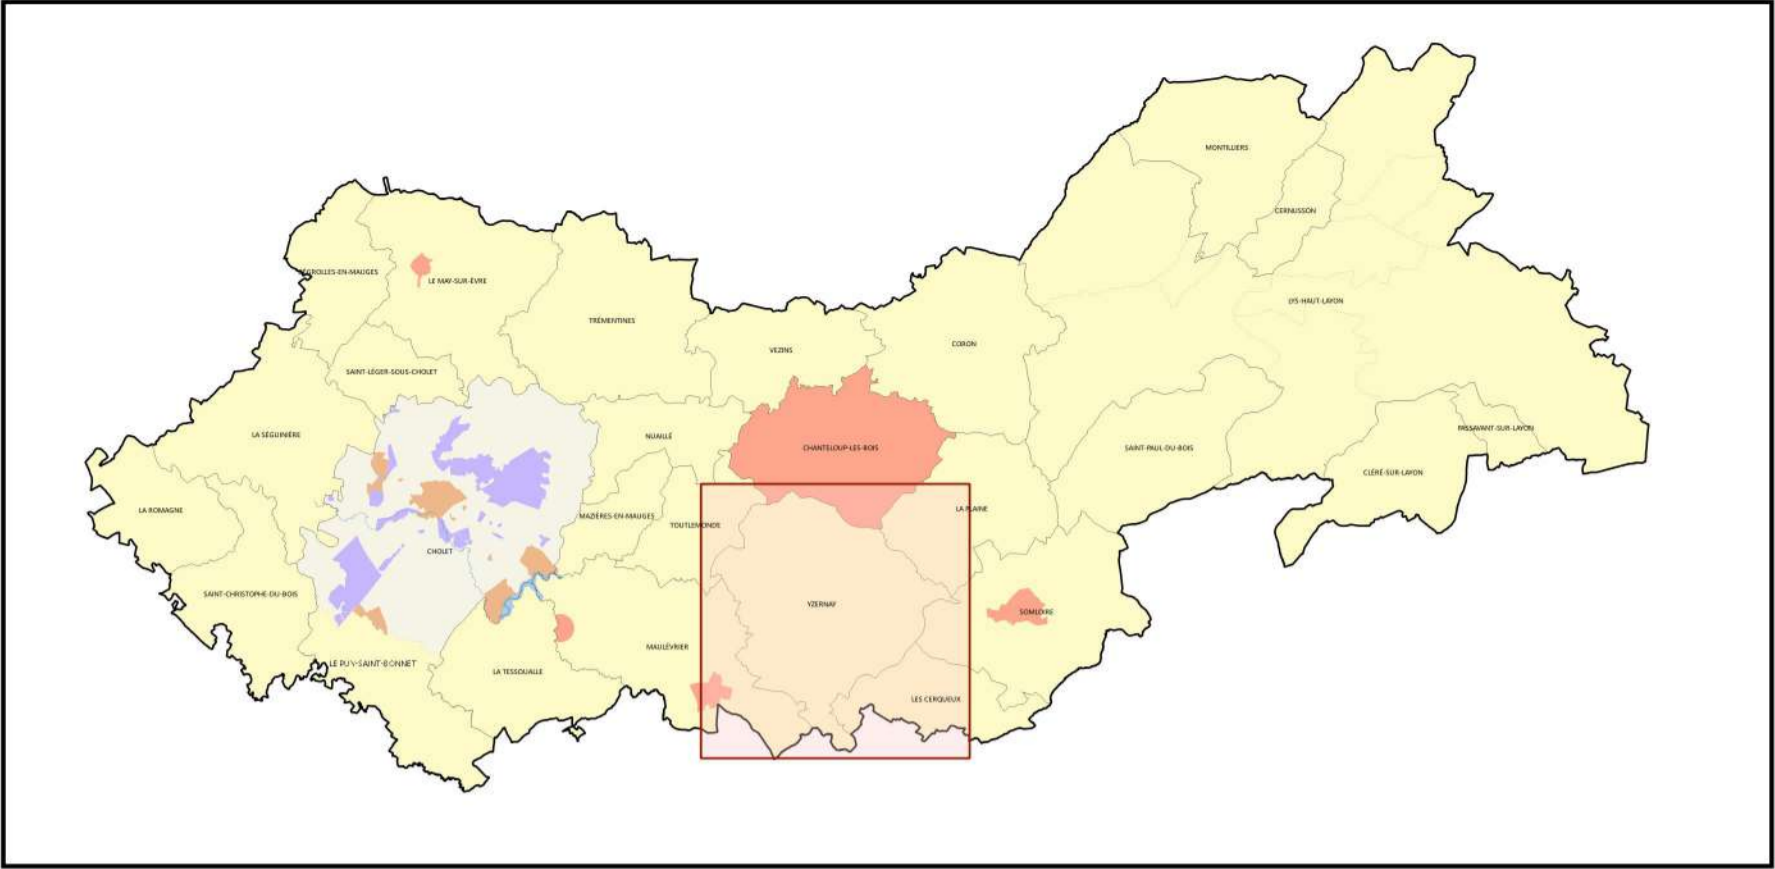 MONTILLIERS
CERNUSSON
BÉGROLLES-EN-MAUGES
LE MAY-SUR-ÈVRE
LYS-HAUT-LAYON
TRÉMENTINES
VEZINS
CORON
SAINT-LÉGER-SOUS-CHOLET
LA SÉGUINIÈRE
NUAILLÉ
CHANTELOUP-LES-BOIS
SAINT-PAUL-DU-BOIS
PASSAVANT-SUR-LAYON
CLÉRÉ-SUR-LAYON
LA ROMAGNE
MAZIÈRES-EN-MAUGES
TOUTLEMONDE
LA PLAINE
CHOLET
SAINT-CHRISTOPHE-DU-BOIS
YZERNAY
SOMLOIRE
MAULÉVRIER
LE PUY-SAINT-BONNET
LA TESSOUALLE
LES CERQUEUX